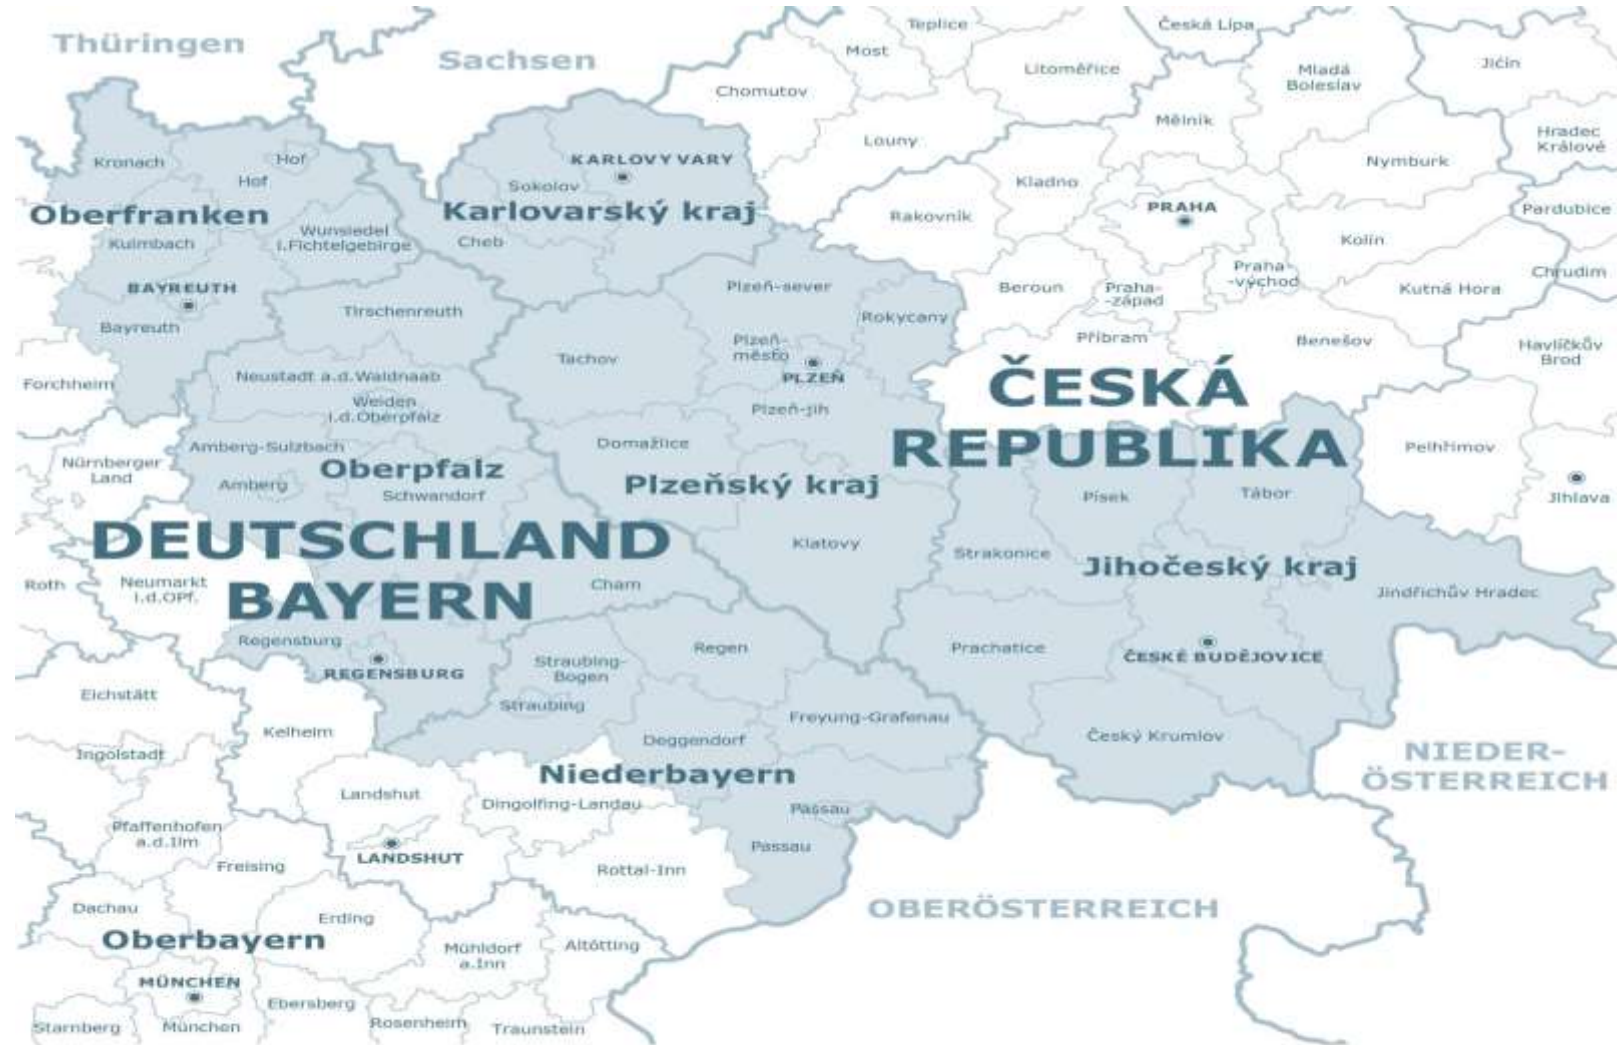 Thüringen
Sachsen
Teplice
Česká Lípa
Most
Litoměřice
Mladá
Boleslav
Jičín
Chomutov
Louny
Mělník
Hradec
Králové
Kronach
Hof
Hof
KARLOVY VARY
Sokolov
Nymburk
Kladno
Oberfranken
Karlovarský kraj
Rakovník
PRAHA
Pardubice
Kulmbach
Wunsiedel
i.Fichtelgebirge
Cheb
Kolín
BAYREUTH
Plzeň-sever
Beroun
Praha-
-západ
Praha-
-východ
Kutná Hora
Chrudim
Bayreuth
Tirschenreuth
Rokycany
Tachov
Plzeň-
město
PLZEŇ
Příbram
Benešov
Havlíčkův
Brod
Forchheim
Neustadt a.d.Waldnaab
Weiden
i.d.Oberpfalz
Plzeň-jih
ČESKÁ
REPUBLIKA
Amberg-Sulzbach
Domažlice
Pelhřimov
Nürnberger
Land
Oberpfalz
Amberg
Schwandorf
Plzeňský kraj
Písek
Tábor
Jihlava
DEUTSCHLAND
BAYERN
Klatovy
Strakonice
Jihočeský kraj
Roth
Neumarkt
i.d.OPf.
Cham
Jindřichův Hradec
Regensburg
REGENSBURG
Straubing-
Bogen
Regen
Prachatice
ČESKÉ BUDĚJOVICE
Eichstätt
Straubing
Freyung-Grafenau
Kelheim
Deggendorf
Český Krumlov
Ingolstadt
Niederbayern
NIEDER-
ÖSTERREICH
Landshut
Dingolfing-Landau
Passau
Pfaffenhofen
a.d.Ilm
LANDSHUT
Passau
Freising
Rottal-Inn
Dachau
Erding
OBERÖSTERREICH
Oberbayern
Mühldorf
a.Inn
Altötting
MÜNCHEN
Ebersberg
Starnberg
München
Rosenheim
Traunstein